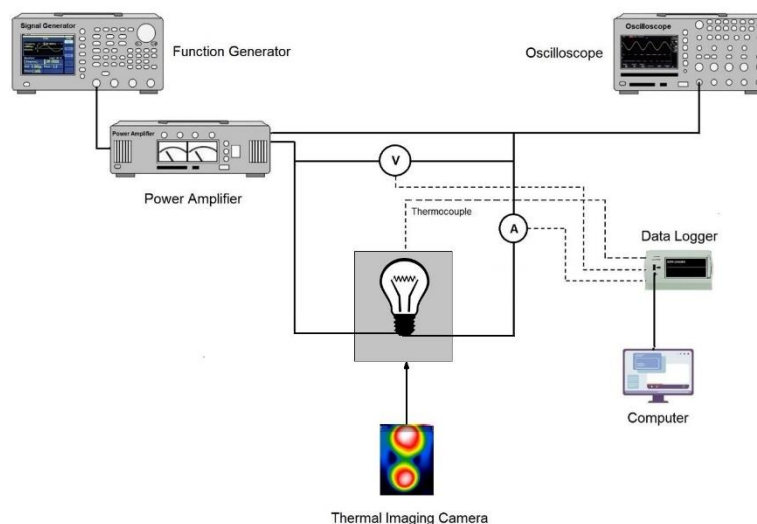 Signal Generator
Function Generator
Oscilloscope
Oscilloscope
Power Amplifier
Power Amplifier
V
Thermocouple
A
Data Logger
Computer
Thermal Imaging Camera